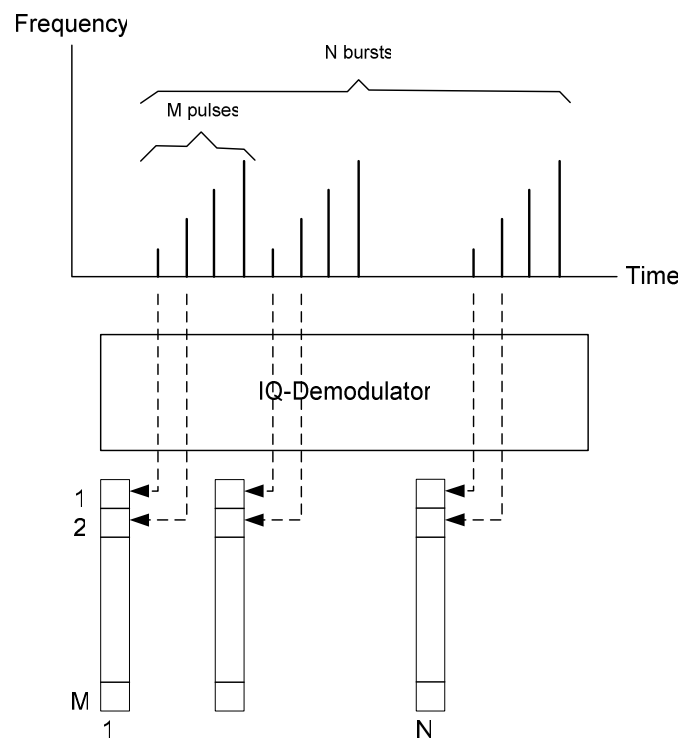 Frequency
N bursts
M pulses
Time
IQ-Demodulator
1
2
M
1
N